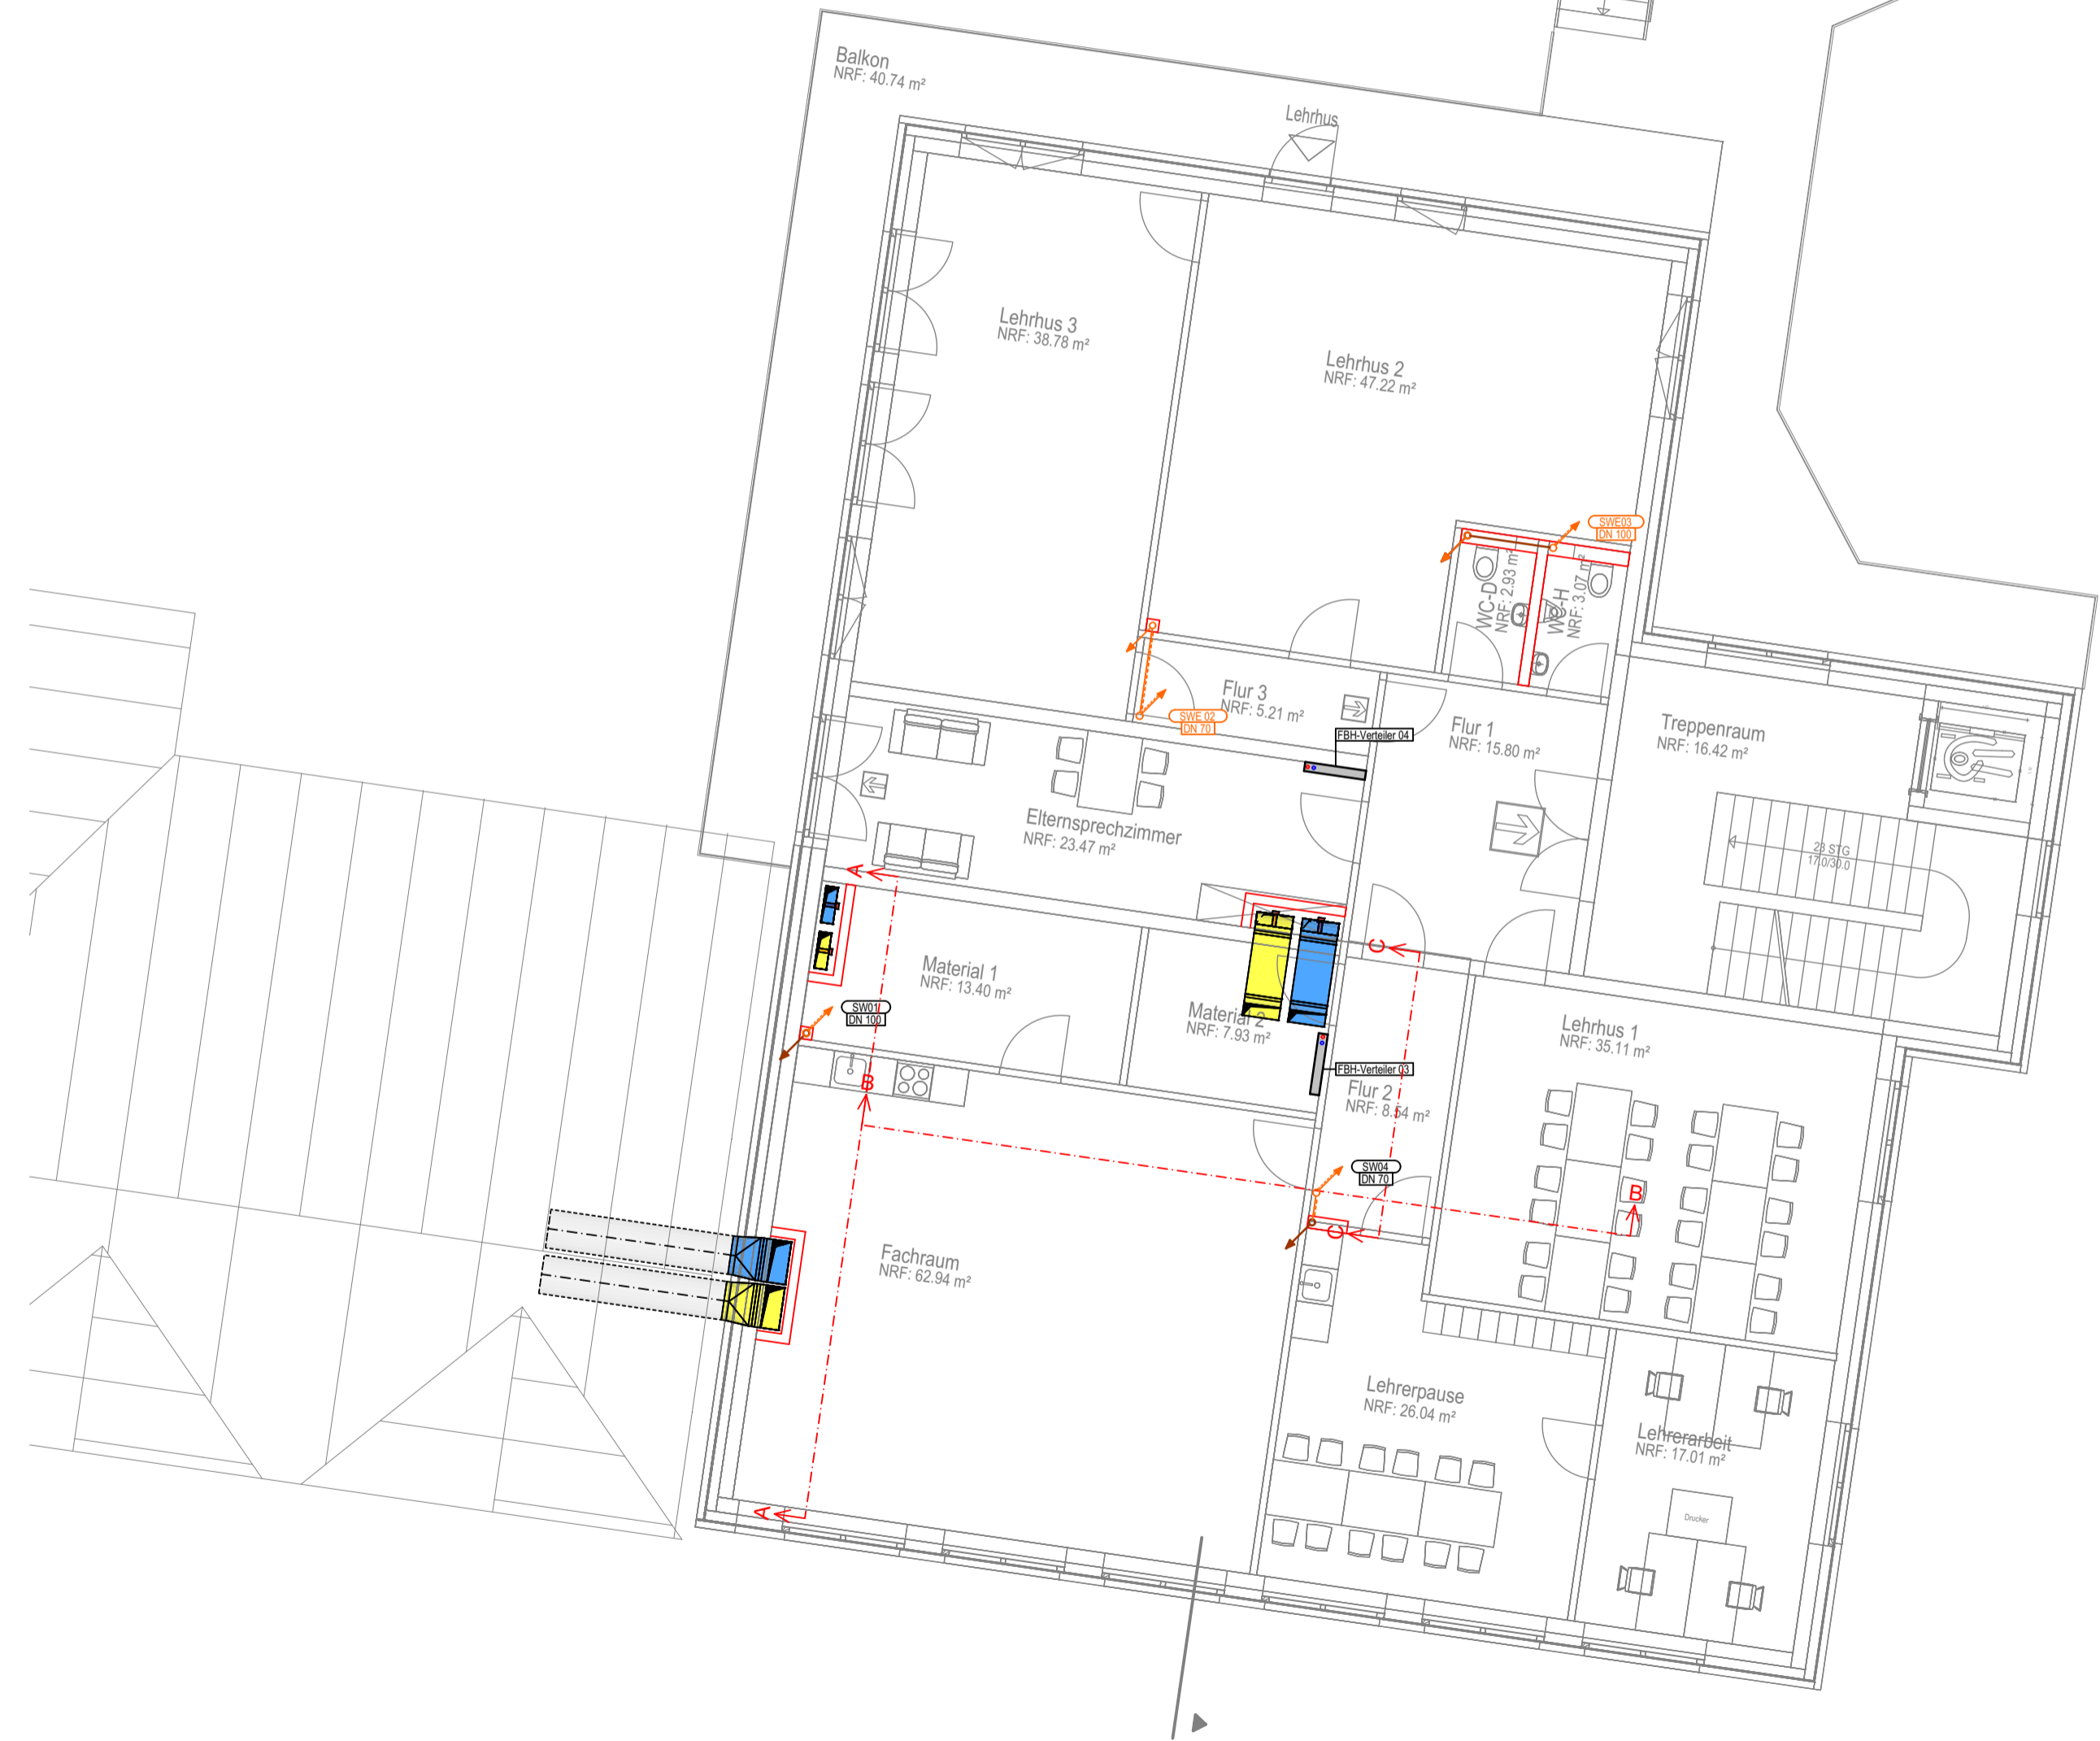 Balkon
NRF: 40.74 m²
Lehrhus
Lehrhus 3
NRF: 38.78 m²
Lehrhus 2
NRF: 47.22 m²
SWE03
DN 100
WC-D
NRF: 2.93 m²
WC-H
NRF: 3.07 m²
Flur 3
NRF: 5.21 m²
SWE 02
DN 70
FBH-Verteiler 04
Flur 1
NRF: 15.80 m²
Treppenraum
NRF: 16.42 m²
23 STG
17.0/30.0
Elternsprechzimmer
NRF: 23.47 m²
A
C
Material 1
NRF: 13.40 m²
SW01
DN 100
Material 2
NRF: 7.93 m²
Lehrhus 1
NRF: 35.11 m²
B
FBH-Verteiler 03
Flur 2
NRF: 8.54 m²
SW04
DN 70
B
C
Fachraum
NRF: 62.94 m²
Lehrerpause
NRF: 26.04 m²
Lehrerarbeit
NRF: 17.01 m²
A
Drucker